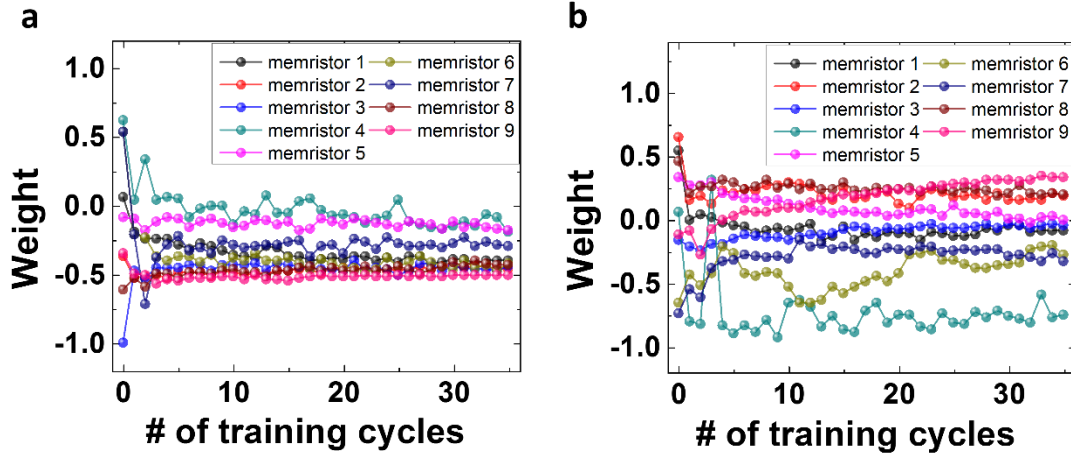 a
1.0
0.5
0.0
-0.5
-1.0
Weight
memristor 1
memristor 2
memristor 3
memristor 4
memristor 5
memristor 6
memristor 7
memristor 8
memristor 9
0
10
20
30
# of training cycles
b
1.0
0.5
0.0
-0.5
-1.0
Weight
memristor 1
memristor 2
memristor 3
memristor 4
memristor 5
memristor 6
memristor 7
memristor 8
memristor 9
0
10
20
30
# of training cycles